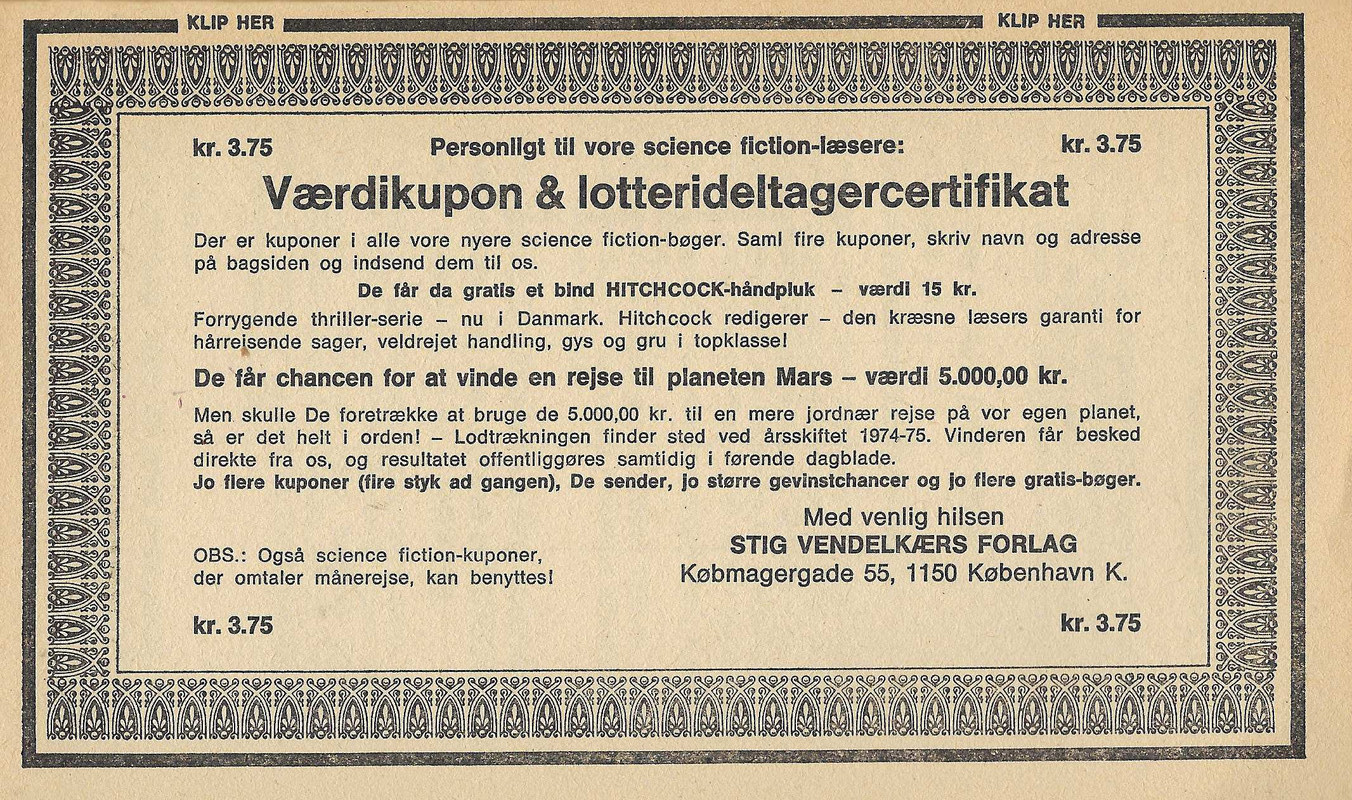 KLIP HER KLIP HER
kr. 3.75 Personligt til vore science fiction-læsere: kr. 3.75
Værdikupon & lotterideltagercertifikat
Der er kuponer i alle vore nyere science fiction-bøger. Saml fire kuponer, skriv navn og adresse
på bagsiden og indsend dem til os.
De får da gratis et bind HITCHCOCK-håndpluk – værdi 15 kr.
Forrygende thriller-serie – nu i Danmark. Hitchcock redigerer – den kræsne læsers garanti for
hårrejsende sager, veldrejet handling, gys og gru i topklasse!
De får chancen for at vinde en rejse til planeten Mars – værdi 5.000,00 kr.
Men skulle De foretrække at bruge de 5.000,00 kr. til en mere jordnær rejse på vor egen planet,
så er det helt i orden! – Lodtrækningen finder sted ved årsskiftet 1974-75. Vinderen får besked
direkte fra os, og resultatet offentliggøres samtidig i førende dagblade.
Jo flere kuponer (fire styk ad gangen), De sender, jo større gevinstchancer og jo flere gratis-bøger.
Med venlig hilsen
STIG VENDELKÆRS FORLAG
Købmagergade 55, 1150 København K.
OBS.: Også science fiction-kuponer,
der omtaler månerejse, kan benyttes!
kr. 3.75 kr. 3.75